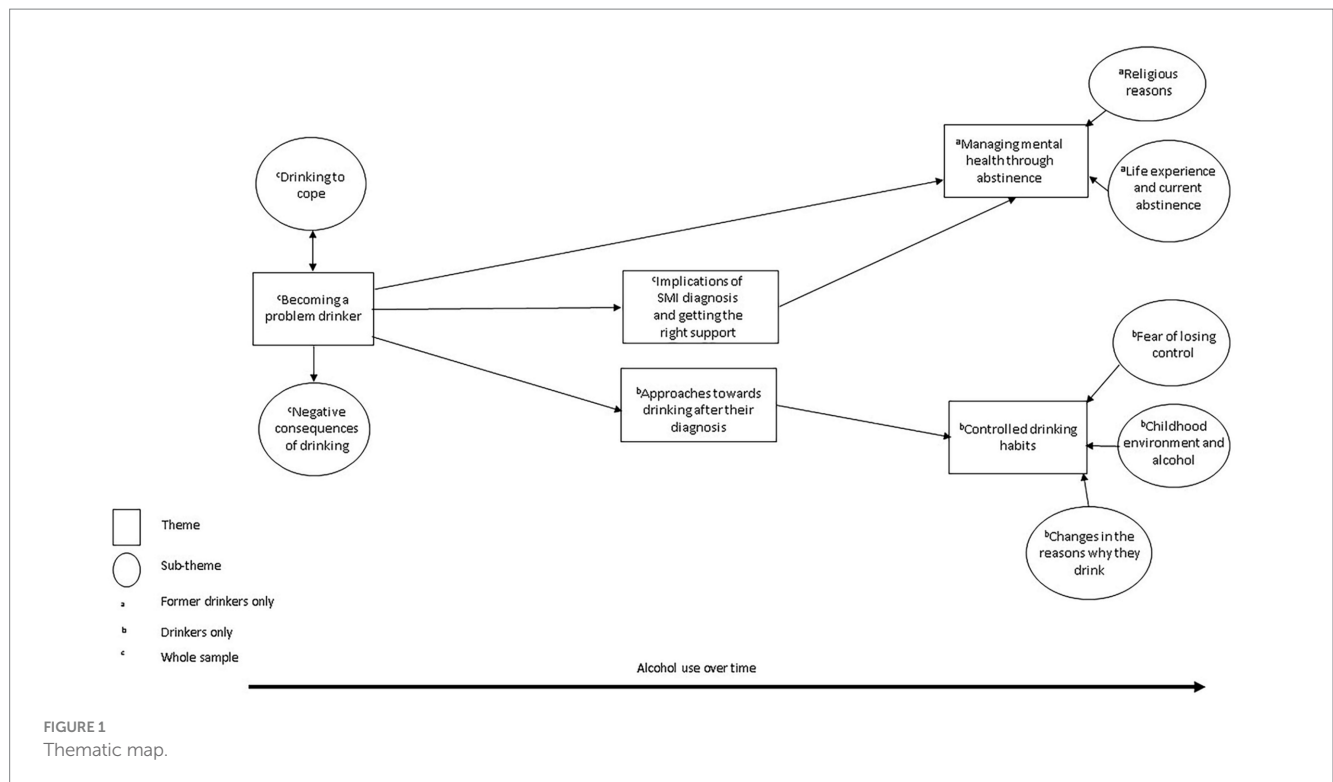 ᵃReligious
reasons
ᵃManaging mental
health through
abstinence
ᵃLife experience
and current
abstinence
ᶜDrinking to
cope
ᶜBecoming a
problem drinker
ᶜImplications of
SMI diagnosis
and getting the
right support
ᵇFear of losing
control
ᶜNegative
consequences
of drinking
ᵇApproaches towards
drinking after their
diagnosis
ᵇControlled drinking
habits
ᵇChildhood
environment and
alcohol
ᵇChanges in the
reasons why they
drink
Theme
Sub-theme
ᵃ Former drinkers only
ᵇ Drinkers only
ᶜ Whole sample
Alcohol use over time
FIGURE 1
Thematic map.